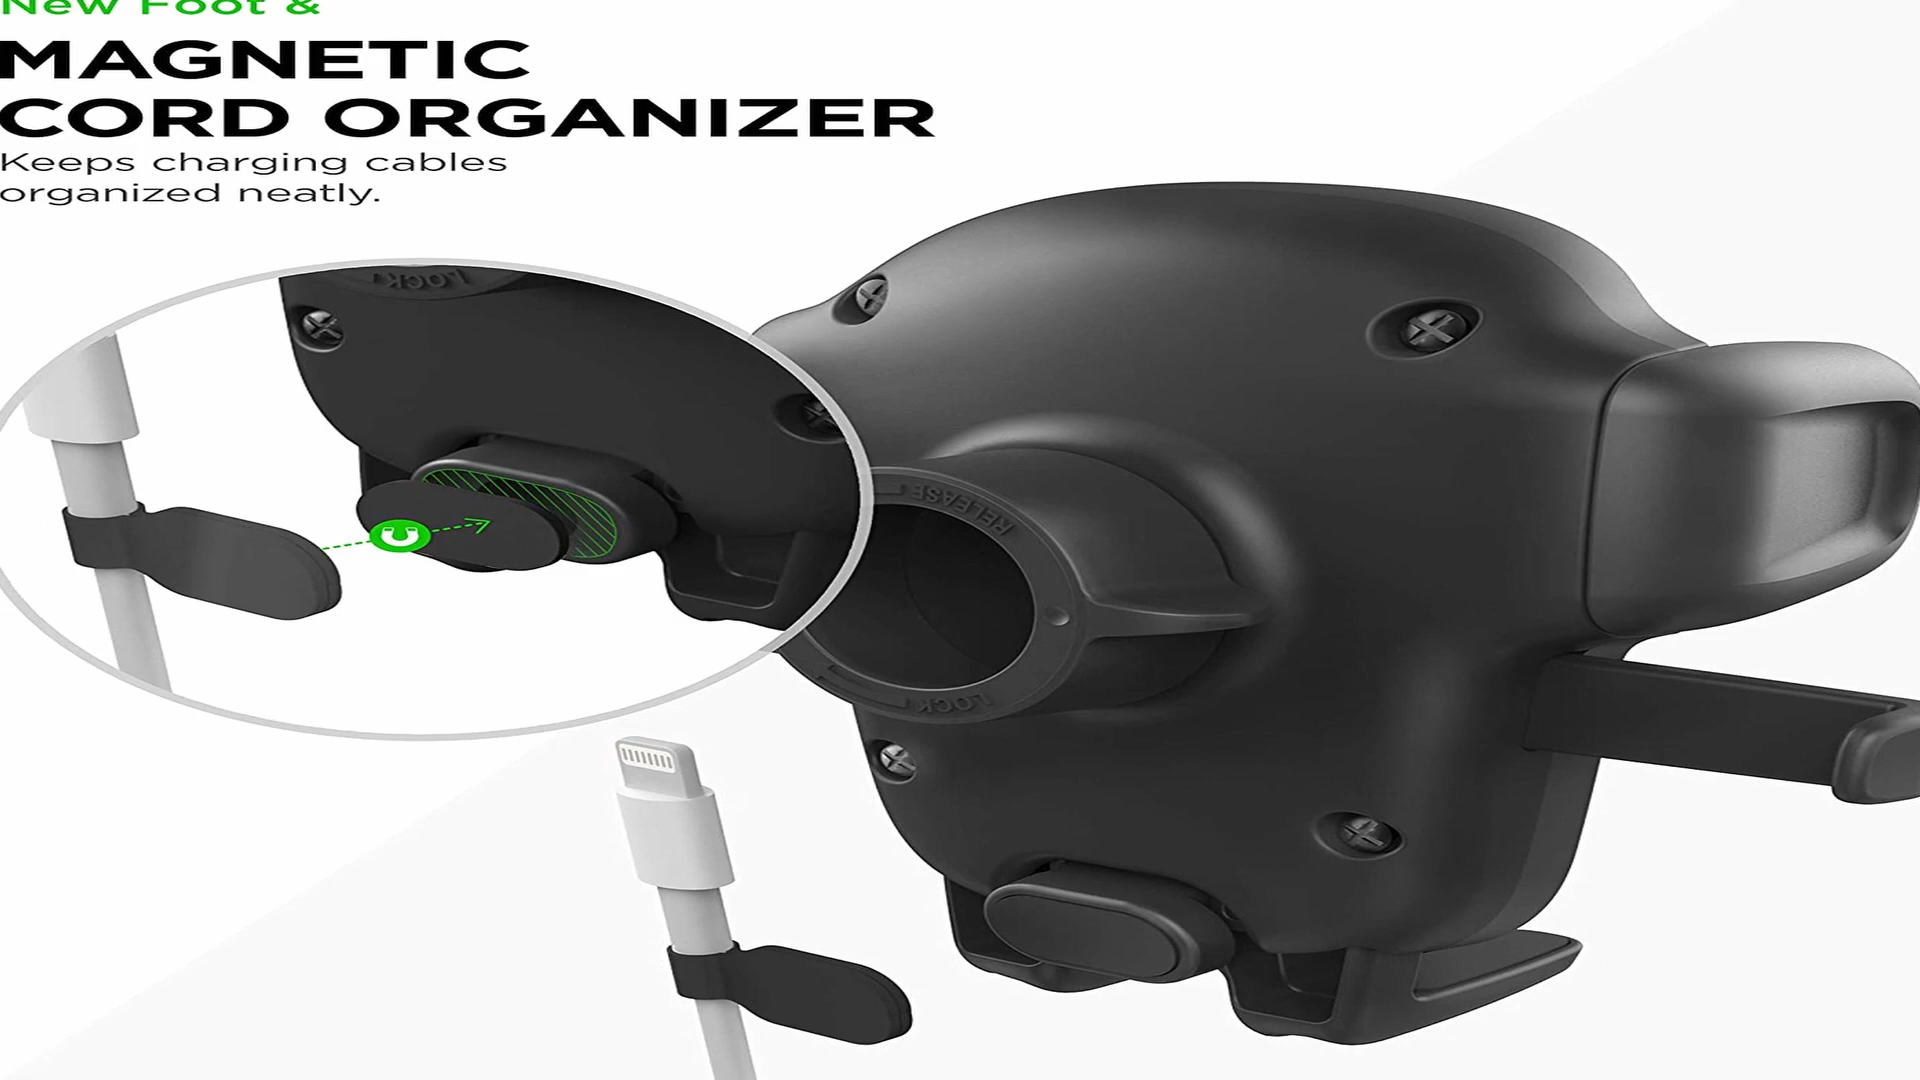 New Foot &
MAGNETIC
CORD ORGANIZER
Keeps charging cables
organized neatly.
LOCK
RELEASE
LOCK